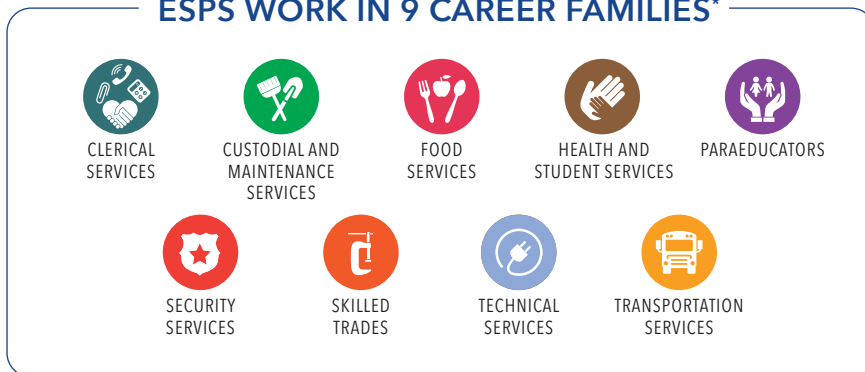 ESPS WORK IN 9 CAREER FAMILIES*
CLERICAL
SERVICES
CUSTODIAL AND
MAINTENANCE
SERVICES
FOOD
SERVICES
HEALTH AND
STUDENT SERVICES
PARAEDUCATORS
SECURITY
SERVICES
SKILLED
TRADES
TECHNICAL
SERVICES
TRANSPORTATION
SERVICES